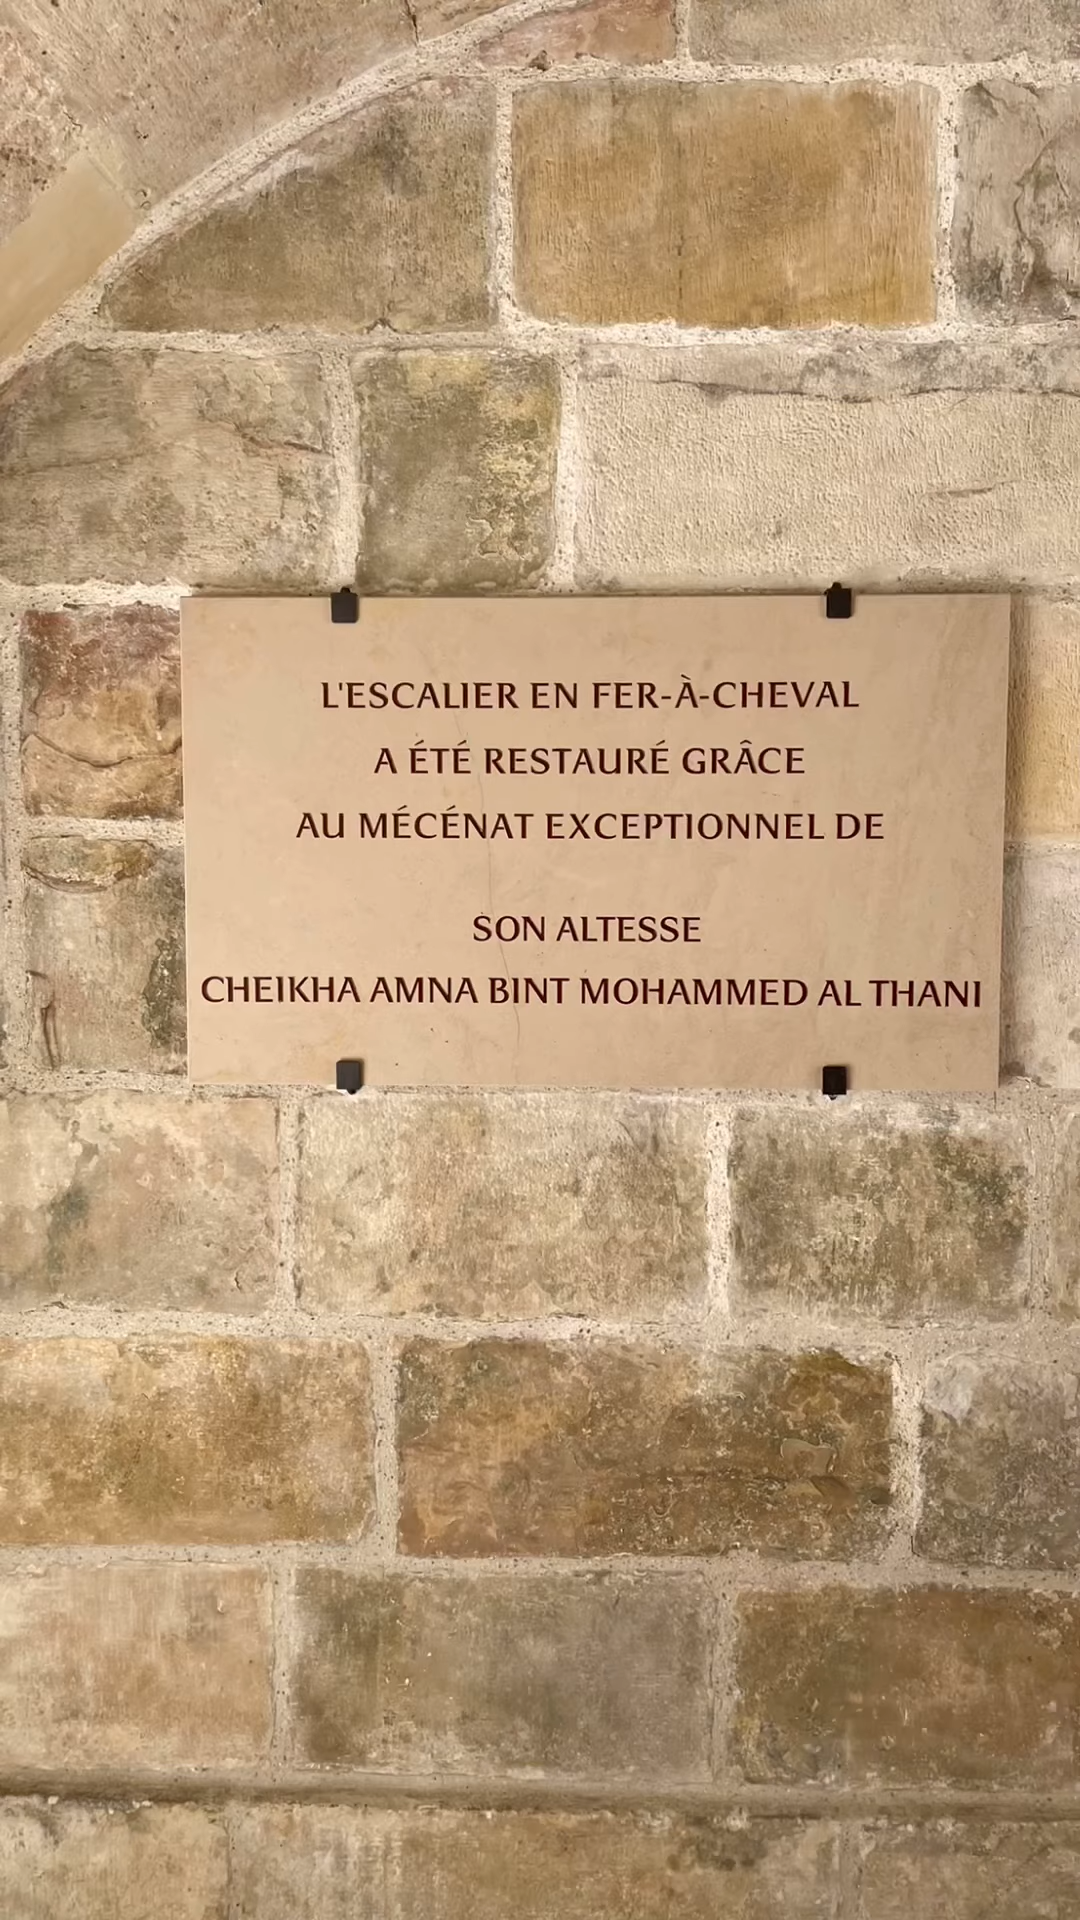 L'ESCALIER EN FER-À-CHEVAL
A ÉTÉ RESTAURÉ GRÂCE
AU MÉCÉNAT EXCEPTIONNEL DE
SON ALTESSE
CHEIKHA AMNA BINT MOHAMMED AL THANI